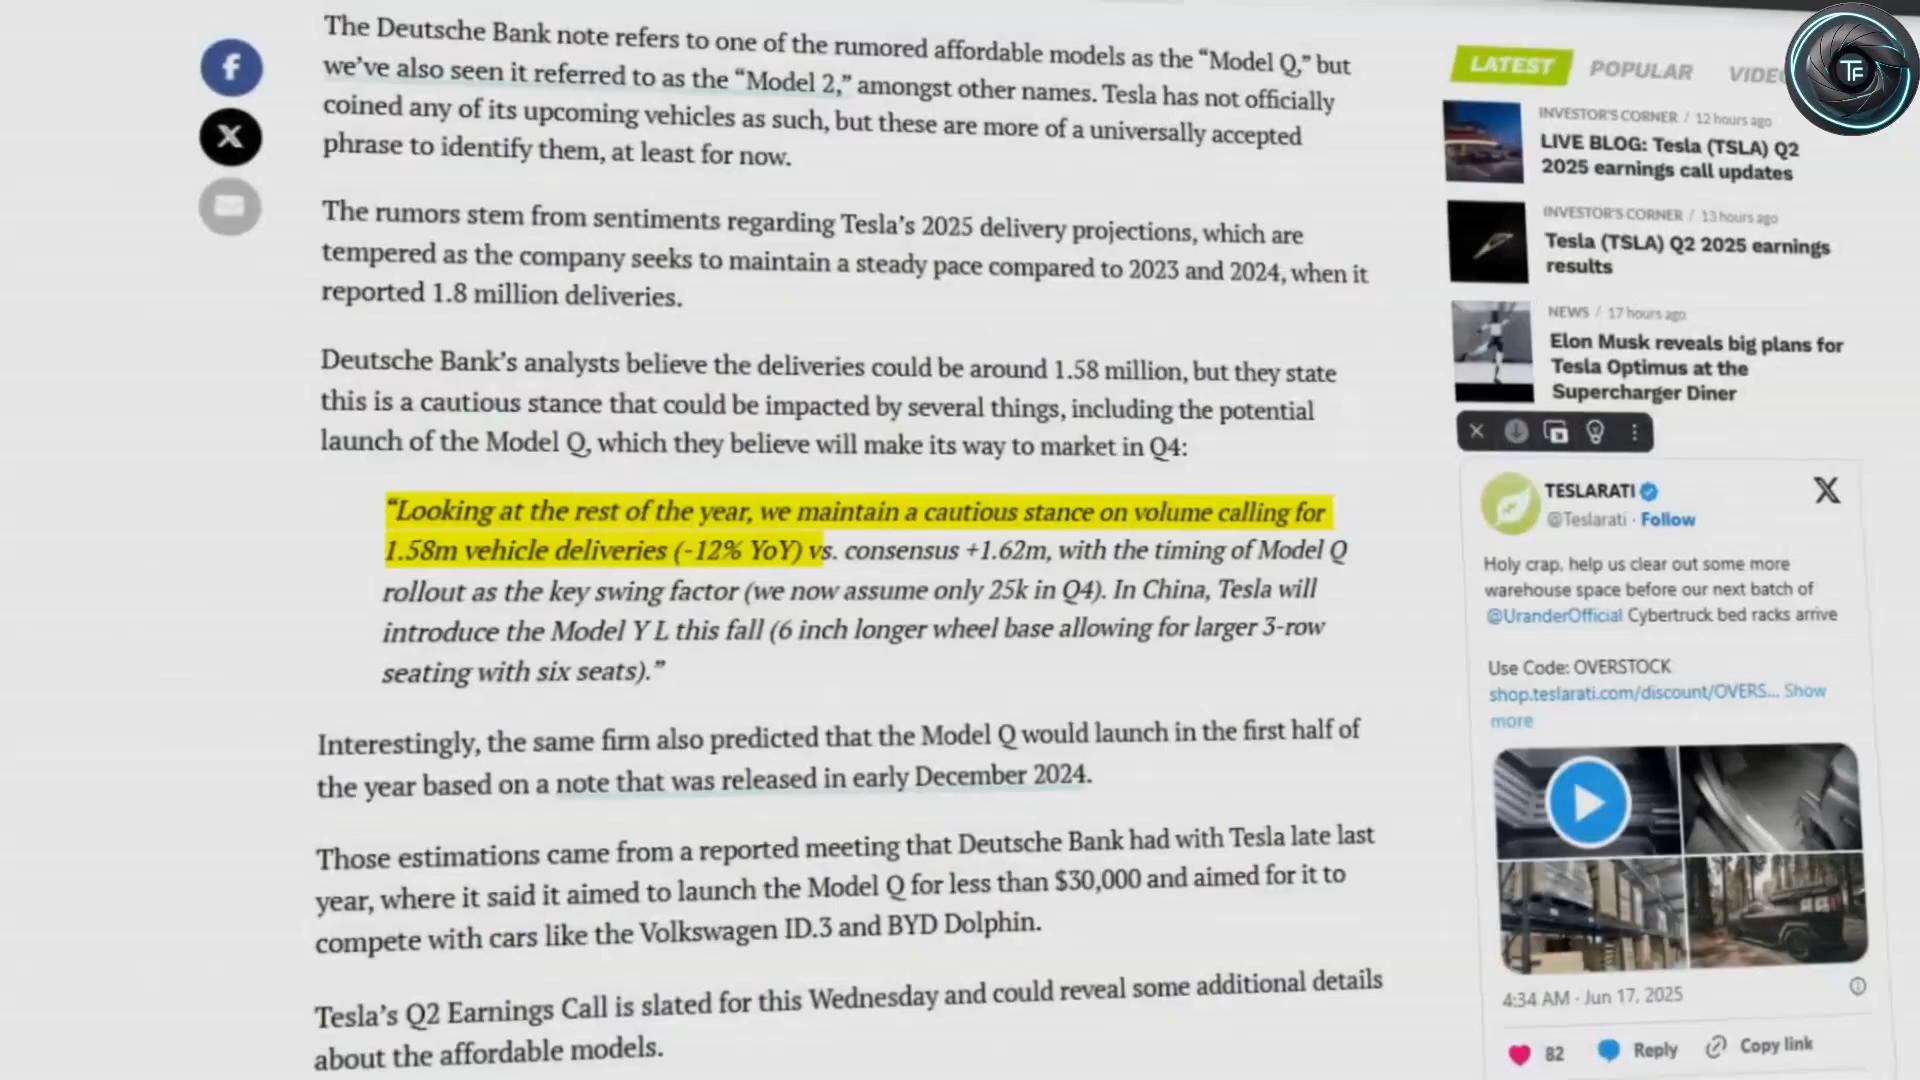 The Deutsche Bank note refers to one of the rumored affordable models as the “Model Q,” but
we’ve also seen it referred to as the “Model 2,” amongst other names. Tesla has not officially
coined any of its upcoming vehicles as such, but these are more of a universally accepted
phrase to identify them, at least for now.
The rumors stem from sentiments regarding Tesla’s 2025 delivery projections, which are
tempered as the company seeks to maintain a steady pace compared to 2023 and 2024, when it
reported 1.8 million deliveries.
Deutsche Bank’s analysts believe the deliveries could be around 1.58 million, but they state
this is a cautious stance that could be impacted by several things, including the potential
launch of the Model Q, which they believe will make its way to market in Q4:
“Looking at the rest of the year, we maintain a cautious stance on volume calling for
1.58m vehicle deliveries (-12% YoY) vs. consensus +1.62m, with the timing of Model Q
rollout as the key swing factor (we now assume only 25k in Q4). In China, Tesla will
introduce the Model Y L this fall (6 inch longer wheel base allowing for larger 3-row
seating with six seats).”
Interestingly, the same firm also predicted that the Model Q would launch in the first half of
the year based on a note that was released in early December 2024.
Those estimations came from a reported meeting that Deutsche Bank had with Tesla late last
year, where it said it aimed to launch the Model Q for less than $30,000 and aimed for it to
compete with cars like the Volkswagen ID.3 and BYD Dolphin.
Tesla’s Q2 Earnings Call is slated for this Wednesday and could reveal some additional details
about the affordable models.
LATEST POPULAR VIDE
TF
INVESTOR'S CORNER / 12 hours ago
LIVE BLOG: Tesla (TSLA) Q2
2025 earnings call updates
INVESTOR'S CORNER / 13 hours ago
Tesla (TSLA) Q2 2025 earnings
results
NEWS / 17 hours ago
Elon Musk reveals big plans for
Tesla Optimus at the
Supercharger Diner
TESLARATI
@Teslarati · Follow
Holy crap, help us clear out some more
warehouse space before our next batch of
@UranderOfficial Cybertruck bed racks arrive
Use Code: OVERSTOCK
shop.teslarati.com/discount/OVERS... Show
more
4:34 AM · Jun 17, 2025
82 Reply Copy link